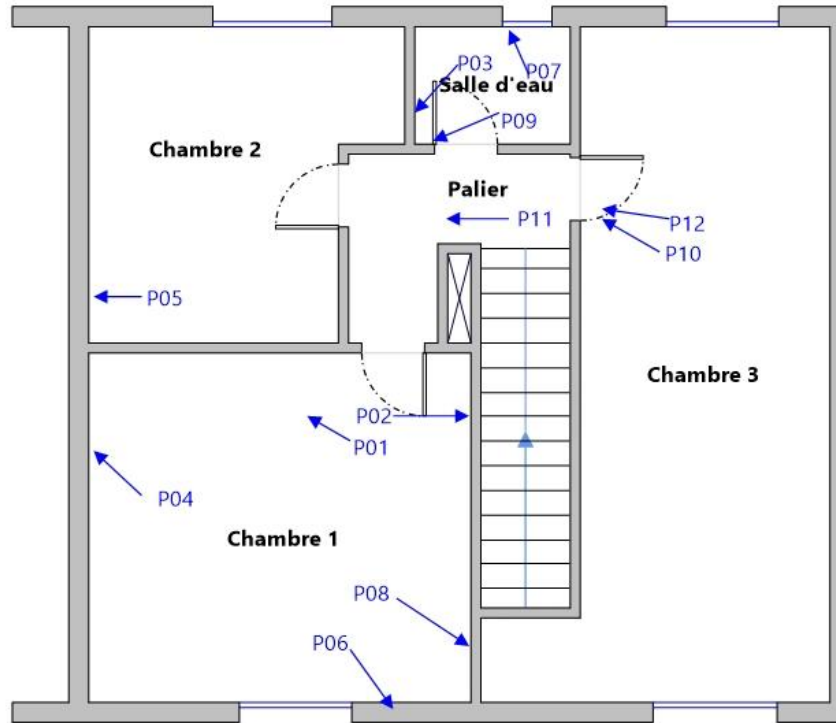 P03
P07
Salle d'eau
P09
Chambre 2
Palier
P11
P12
P10
P05
Chambre 3
P02
P01
P04
Chambre 1
P08
P06